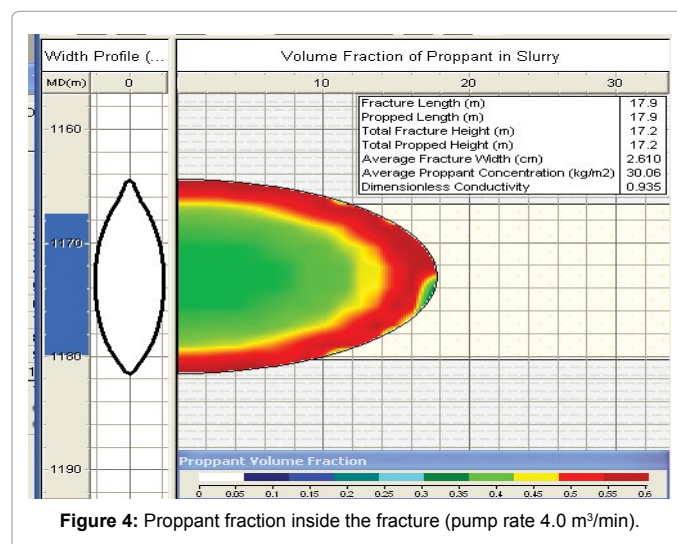 Width Profile (...
Volume Fraction of Proppant in Slurry
MD(m)
0
10
20
30
Fracture Length (m) 17.9
Propped Length (m) 17.9
Total Fracture Height (m) 17.2
Total Propped Height (m) 17.2
Average Fracture Width (cm) 2.610
Average Proppant Concentration (kg/m2) 30.06
Dimensionless Conductivity 0.935
1160
1170
1180
1190
Proppant Volume Fraction
0 0.05 0.1 0.15 0.2 0.25 0.3 0.35 0.4 0.45 0.5 0.55 0.6
Figure 4: Proppant fraction inside the fracture (pump rate 4.0 m³/min).